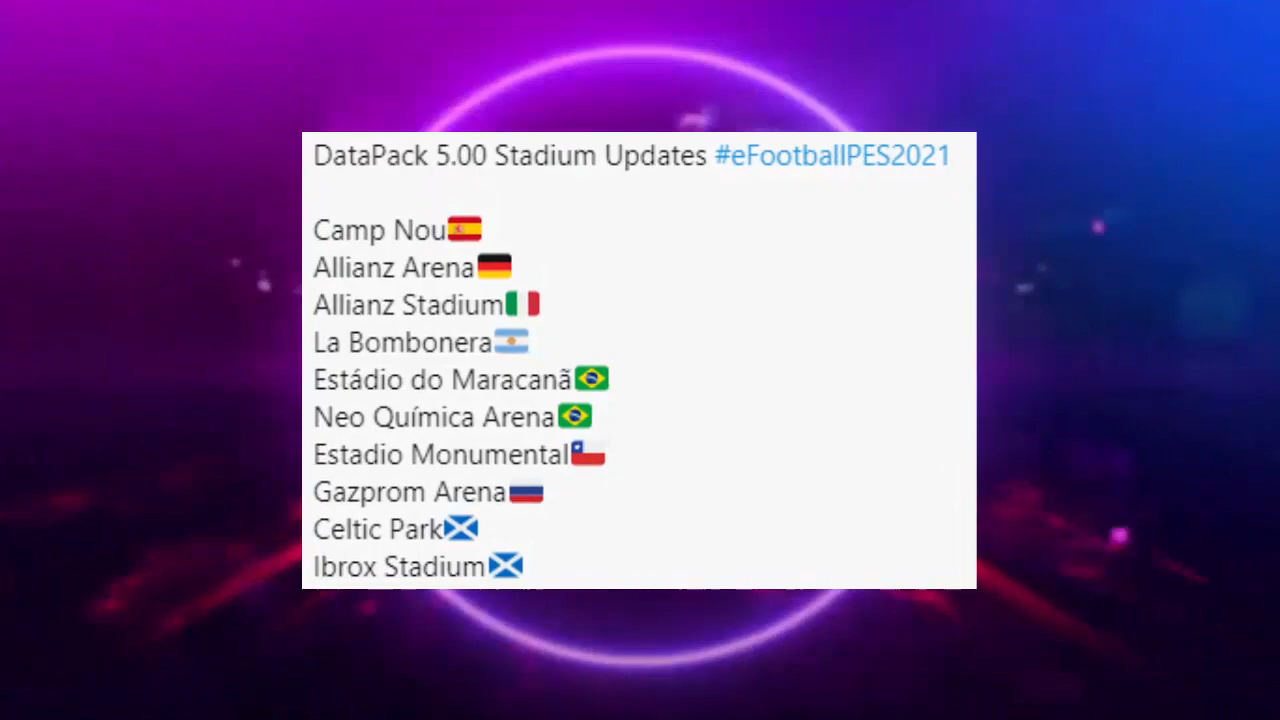 DataPack 5.00 Stadium Updates #eFootballPES2021
Camp Nou🇪🇸
Allianz Arena🇩🇪
Allianz Stadium🇮🇹
La Bombonera🇦🇷
Estádio do Maracanã🇧🇷
Neo Química Arena🇧🇷
Estadio Monumental🇨🇱
Gazprom Arena🇷🇺
Celtic Park🏴󠁧󠁢󠁳󠁣󠁴󠁿
Ibrox Stadium🏴󠁧󠁢󠁳󠁣󠁴󠁿